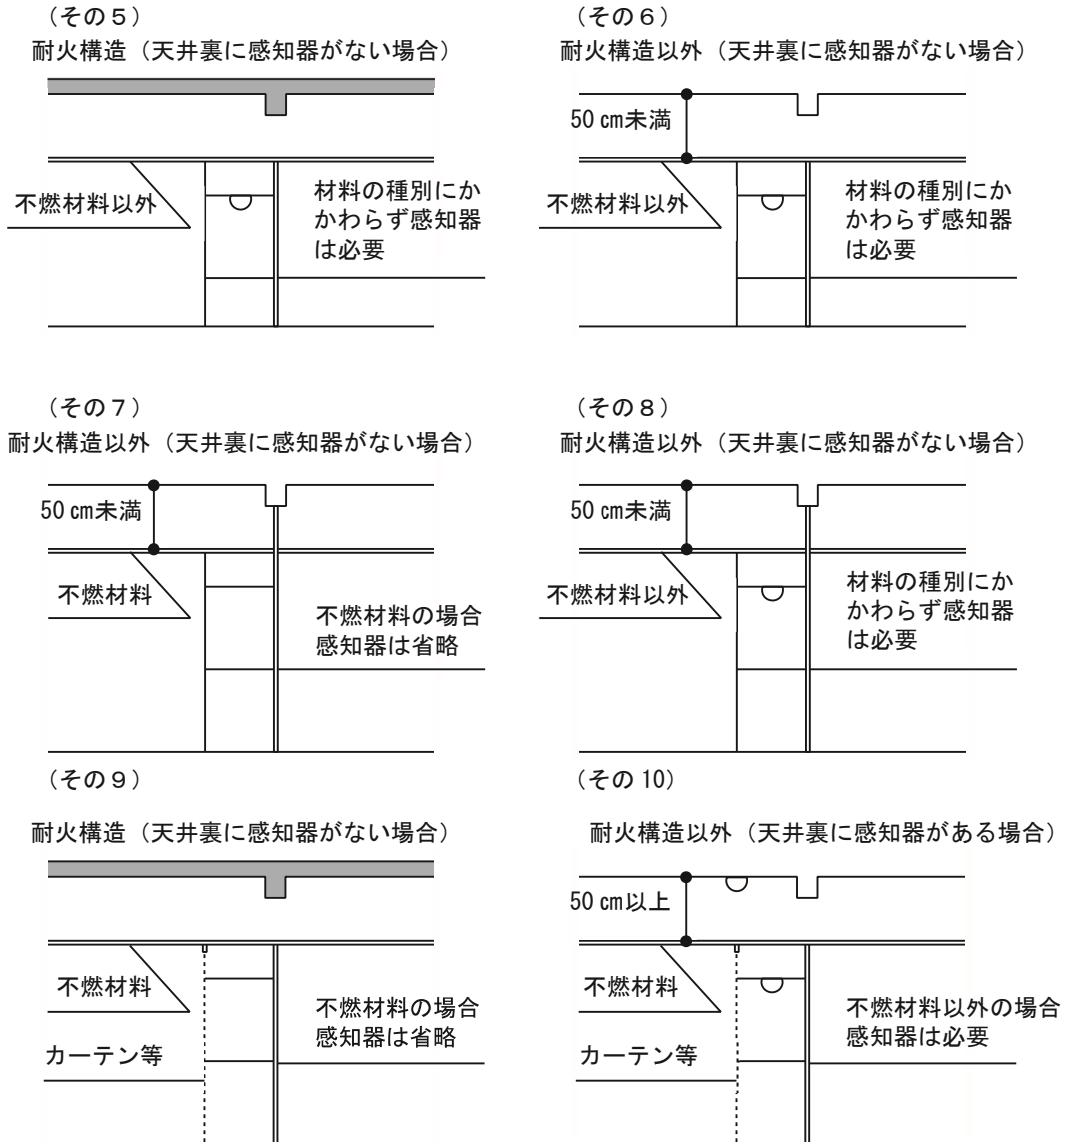 （その５）
耐火構造（天井裏に感知器がない場合）
不燃材料以外
材料の種別にか
かわらず感知器
は必要
（その６）
耐火構造以外（天井裏に感知器がない場合）
50 ㎝未満
不燃材料以外
材料の種別にか
かわらず感知器
は必要
（その７）
耐火構造以外（天井裏に感知器がない場合）
50 ㎝未満
不燃材料
不燃材料の場合
感知器は省略
（その８）
耐火構造以外（天井裏に感知器がない場合）
50 ㎝未満
不燃材料以外
材料の種別にか
かわらず感知器
は必要
（その９）
耐火構造（天井裏に感知器がない場合）
不燃材料
カーテン等
不燃材料の場合
感知器は省略
（その 10）
耐火構造以外（天井裏に感知器がある場合）
50 ㎝以上
不燃材料
カーテン等
不燃材料以外の場合
感知器は必要